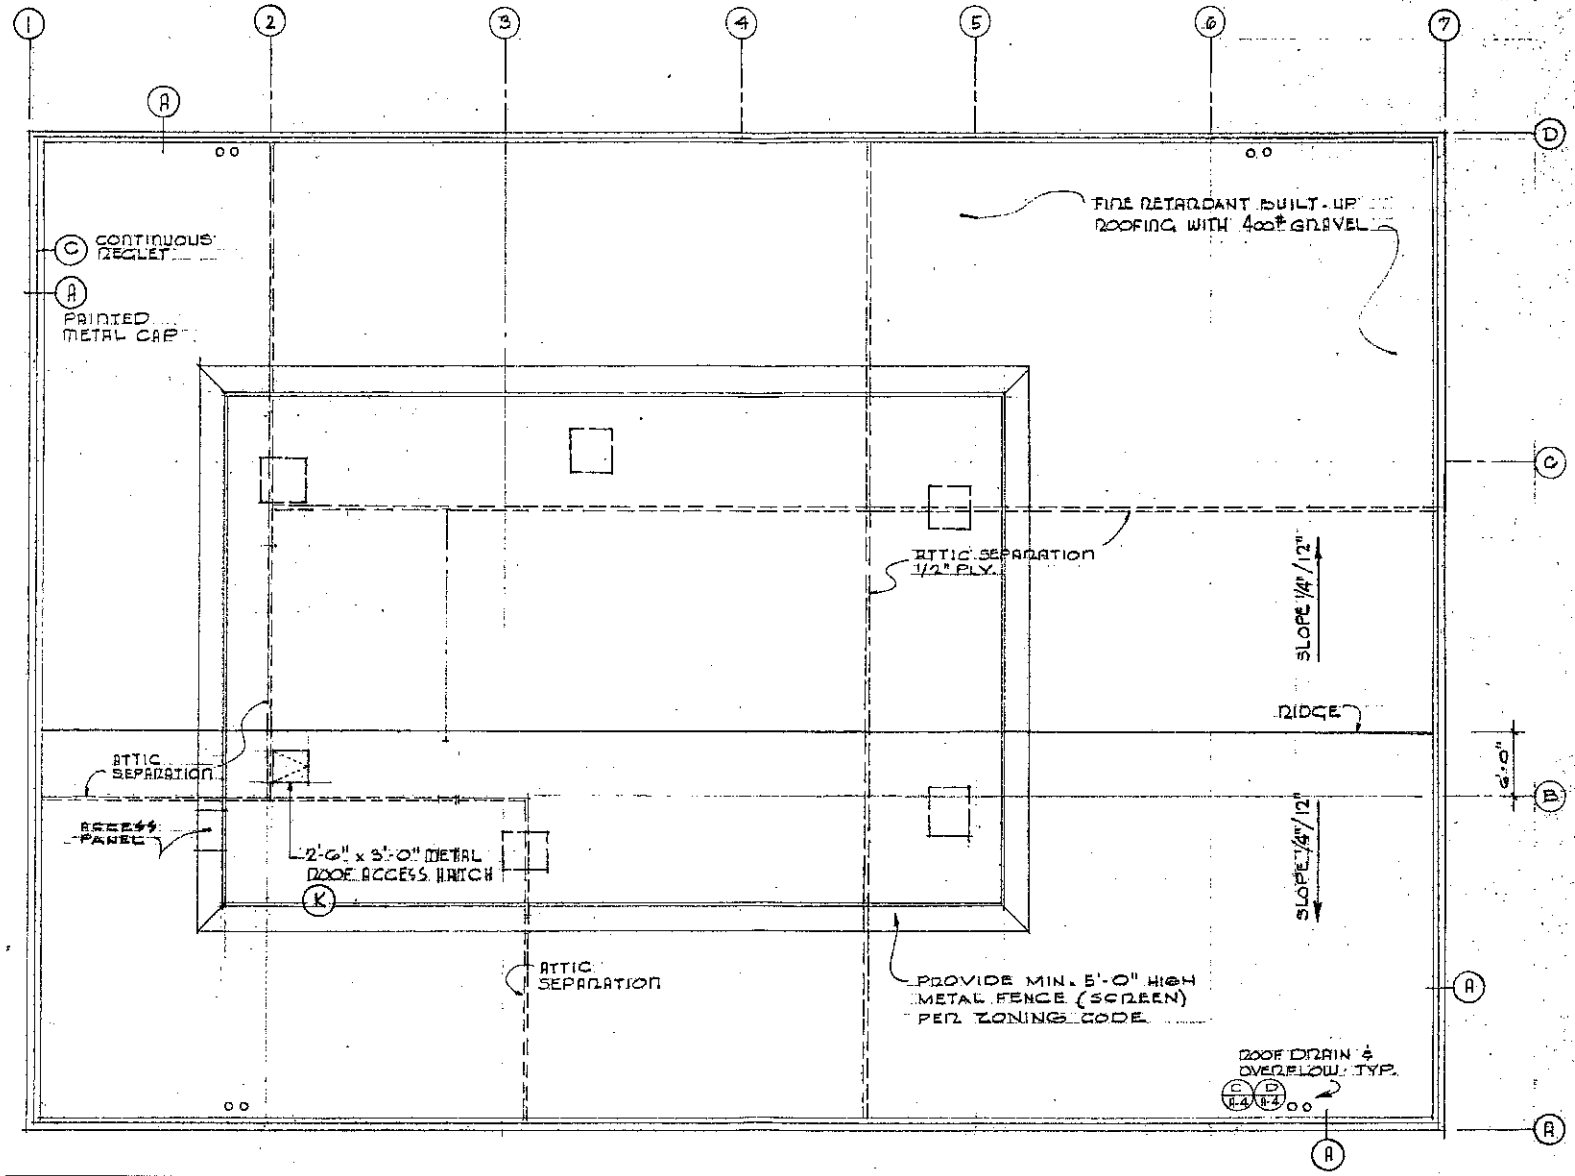 1
2
3
4
5
6
7
A
D
C CONTINUOUS
REGLET
A
PAINTED
METAL CAP
FIRE RETARDANT BUILT-UP
ROOFING WITH 400# GRAVEL
C
ATTIC SEPARATION
1/2" PLY.
SLOPE 1/4"/12"
RIDGE
6'-0"
ATTIC
SEPARATION
B
ACCESS
PANEL
2'-6" x 3'-0" METAL
ROOF ACCESS HATCH
K
SLOPE 1/4"/12"
ATTIC
SEPARATION
PROVIDE MIN. 5'-0" HIGH
METAL FENCE (SCREEN)
PER ZONING CODE
A
ROOF DRAIN &
OVERFLOW TYP.
C D
A-4 A-4
A
A